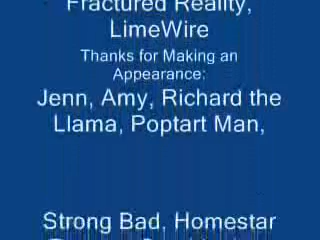 Fractured Reality,
LimeWire
Thanks for Making an
Appearance:
Jenn, Amy, Richard the
Llama, Poptart Man,
Strong Bad, Homestar